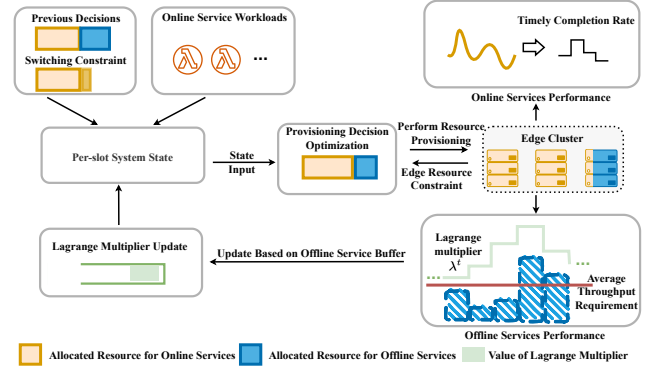 Previous Decisions
Switching Constraint
Online Service Workloads
...
Timely Completion Rate
Online Services Performance
Per-slot System State
State
Input
Provisioning Decision
Optimization
Perform Resource
Provisioning
Edge Resource
Constraint
Edge Cluster
Lagrange Multiplier Update
Update Based on Offline Service Buffer
Lagrange
multiplier
λᵗ
...
...
Average
Throughput
Requirement
Offline Services Performance
Allocated Resource for Online Services
Allocated Resource for Offline Services
Value of Lagrange Multiplier